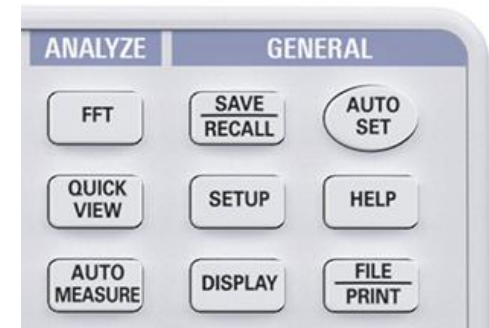 ANALYZE
GENERAL
FFT
SAVE
RECALL
AUTO
SET
QUICK
VIEW
SETUP
HELP
AUTO
MEASURE
DISPLAY
FILE
PRINT